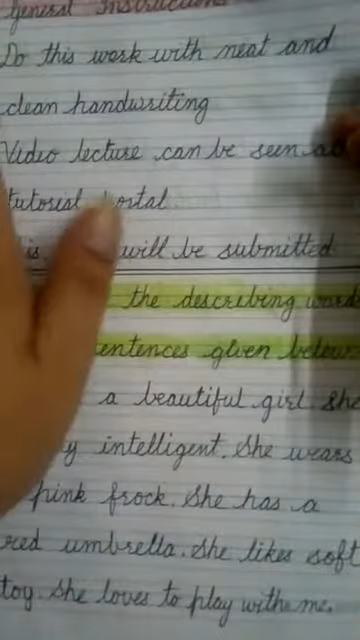 General Instructions
Do this work with neat and
clean handwriting
Video lecture can be seen
tutorial portal
will be submitted
the describing words
sentences given below
a beautiful girl. She
intelligent. She wears
pink frock. She has a
red umbrella. She likes soft
toy. She loves to play with me.